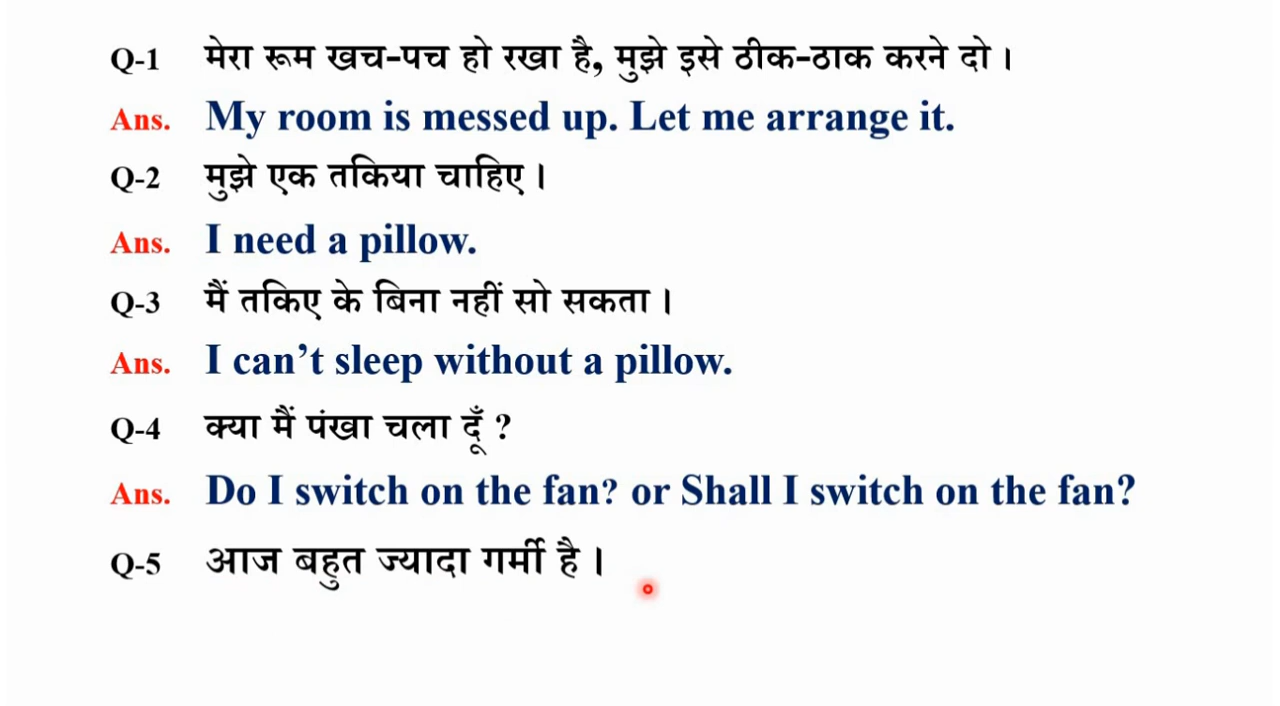 Q-1 मेरा रूम खच-पच हो रखा है, मुझे इसे ठीक-ठाक करने दो ।
Ans. My room is messed up. Let me arrange it.
Q-2 मुझे एक तकिया चाहिए ।
Ans. I need a pillow.
Q-3 मैं तकिए के बिना नहीं सो सकता ।
Ans. I can’t sleep without a pillow.
Q-4 क्या मैं पंखा चला दूँ ?
Ans. Do I switch on the fan? or Shall I switch on the fan?
Q-5 आज बहुत ज्यादा गर्मी है ।